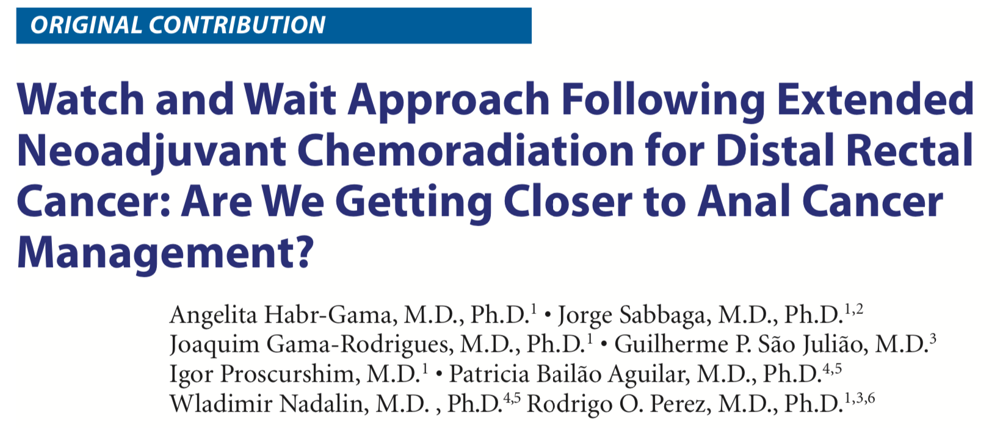 ORIGINAL CONTRIBUTION
Watch and Wait Approach Following Extended
Neoadjuvant Chemoradiation for Distal Rectal
Cancer: Are We Getting Closer to Anal Cancer
Management?
Angelita Habr-Gama, M.D., Ph.D.¹ • Jorge Sabbaga, M.D., Ph.D.¹,²
Joaquim Gama-Rodrigues, M.D., Ph.D.¹ • Guilherme P. São Julião, M.D.³
Igor Proscurshim, M.D.¹ • Patricia Bailão Aguilar, M.D., Ph.D.⁴,⁵
Wladimir Nadalin, M.D. , Ph.D.⁴,⁵ Rodrigo O. Perez, M.D., Ph.D.¹,³,⁶